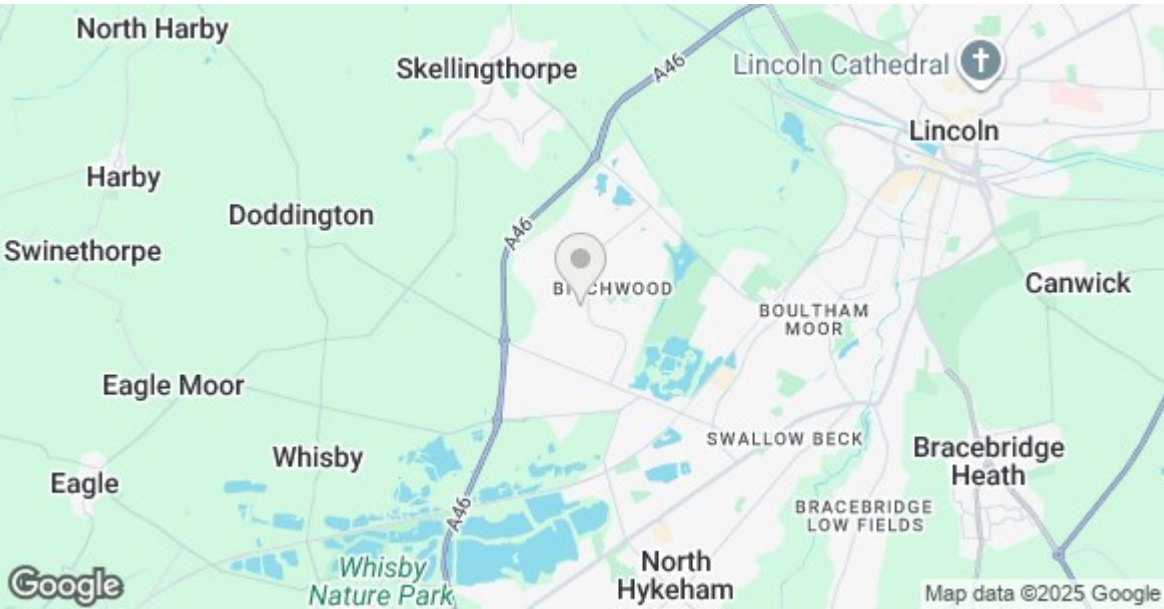 North Harby
Skellingthorpe
A46
Lincoln Cathedral
Lincoln
Harby
Doddington
A46
Swinethorpe
BIRCHWOOD
Canwick
BOULTHAM
MOOR
Eagle Moor
SWALLOW BECK
Whisby
Bracebridge
Heath
Eagle
A46
BRACEBRIDGE
LOW FIELDS
Whisby
Nature Park
North
Hykeham
Google
Map data ©2025 Google